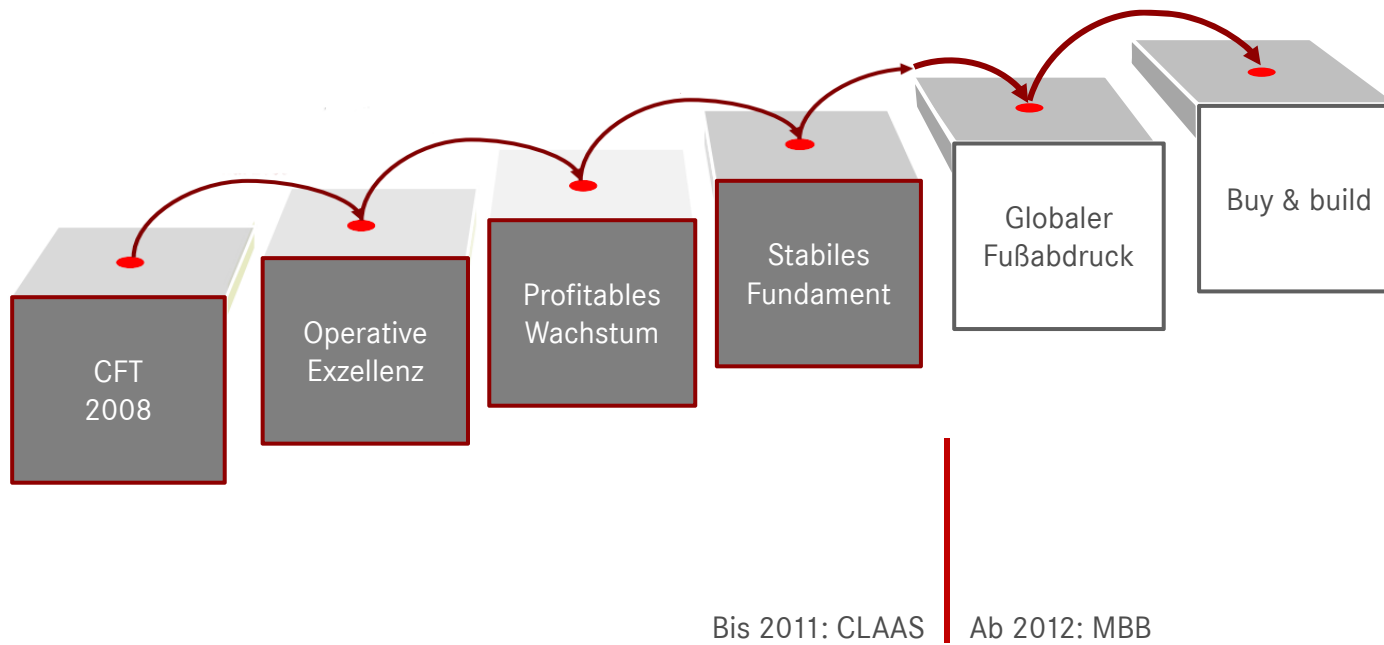 CFT
2008
Operative
Exzellenz
Profitables
Wachstum
Stabiles
Fundament
Globaler
Fußabdruck
Buy & build
Bis 2011: CLAAS
Ab 2012: MBB